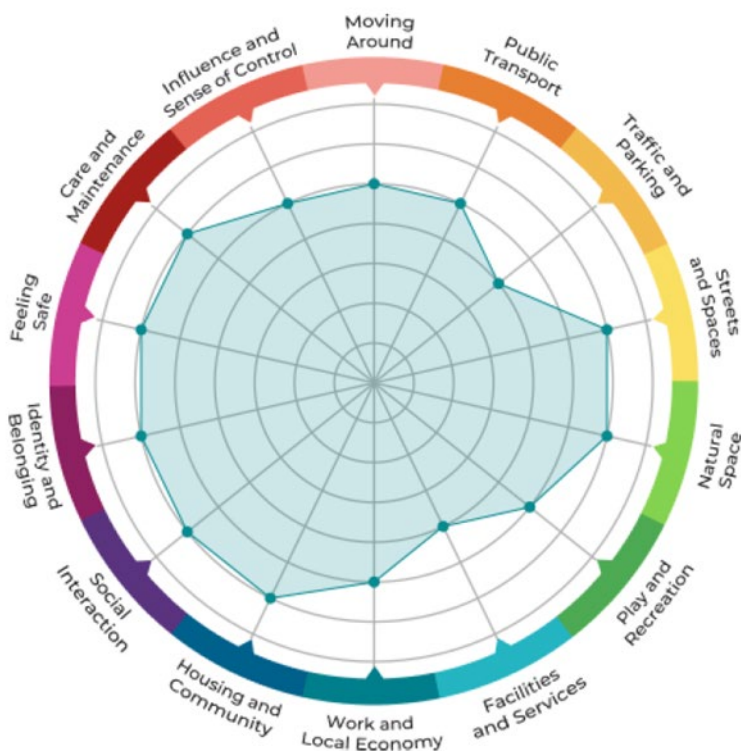 Moving
Around
Public
Transport
Traffic and
Parking
Streets
and Spaces
Natural
Space
Play and
Recreation
Facilities
and Services
Work and
Local Economy
Housing and
Community
Social
Interaction
Identity and
Belonging
Feeling
Safe
Care and
Maintenance
Influence and
Sense of Control